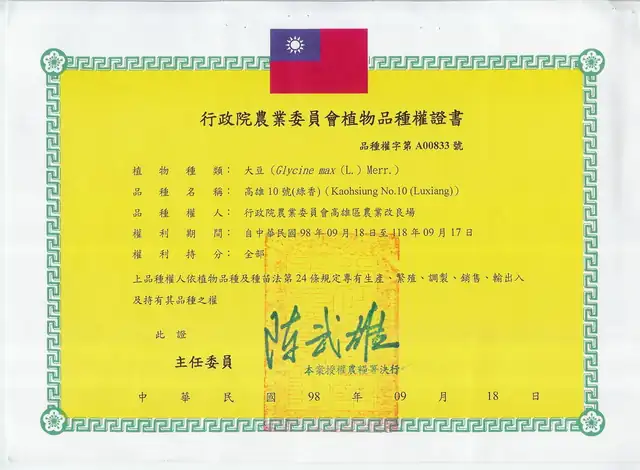 行政院農業委員會植物品種權證書
品種權字第 A00833 號
植物種類：大豆（Glycine max (L.) Merr.）
品種名稱：高雄10號(綠香)（Kaohsiung No.10 (Luxiang)）
品種權人：行政院農業委員會高雄區農業改良場
權利期間：自中華民國 98 年 09 月 18 日至 118 年 09 月 17 日
權利持分：全部
上品種權人依植物品種及種苗法第 24 條規定專有生產、繁殖、調製、銷售、輸出入
及持有其品種之權
此證
陳武雄
主任委員
本案授權農糧署決行
中華民國 98 年 09 月 18 日